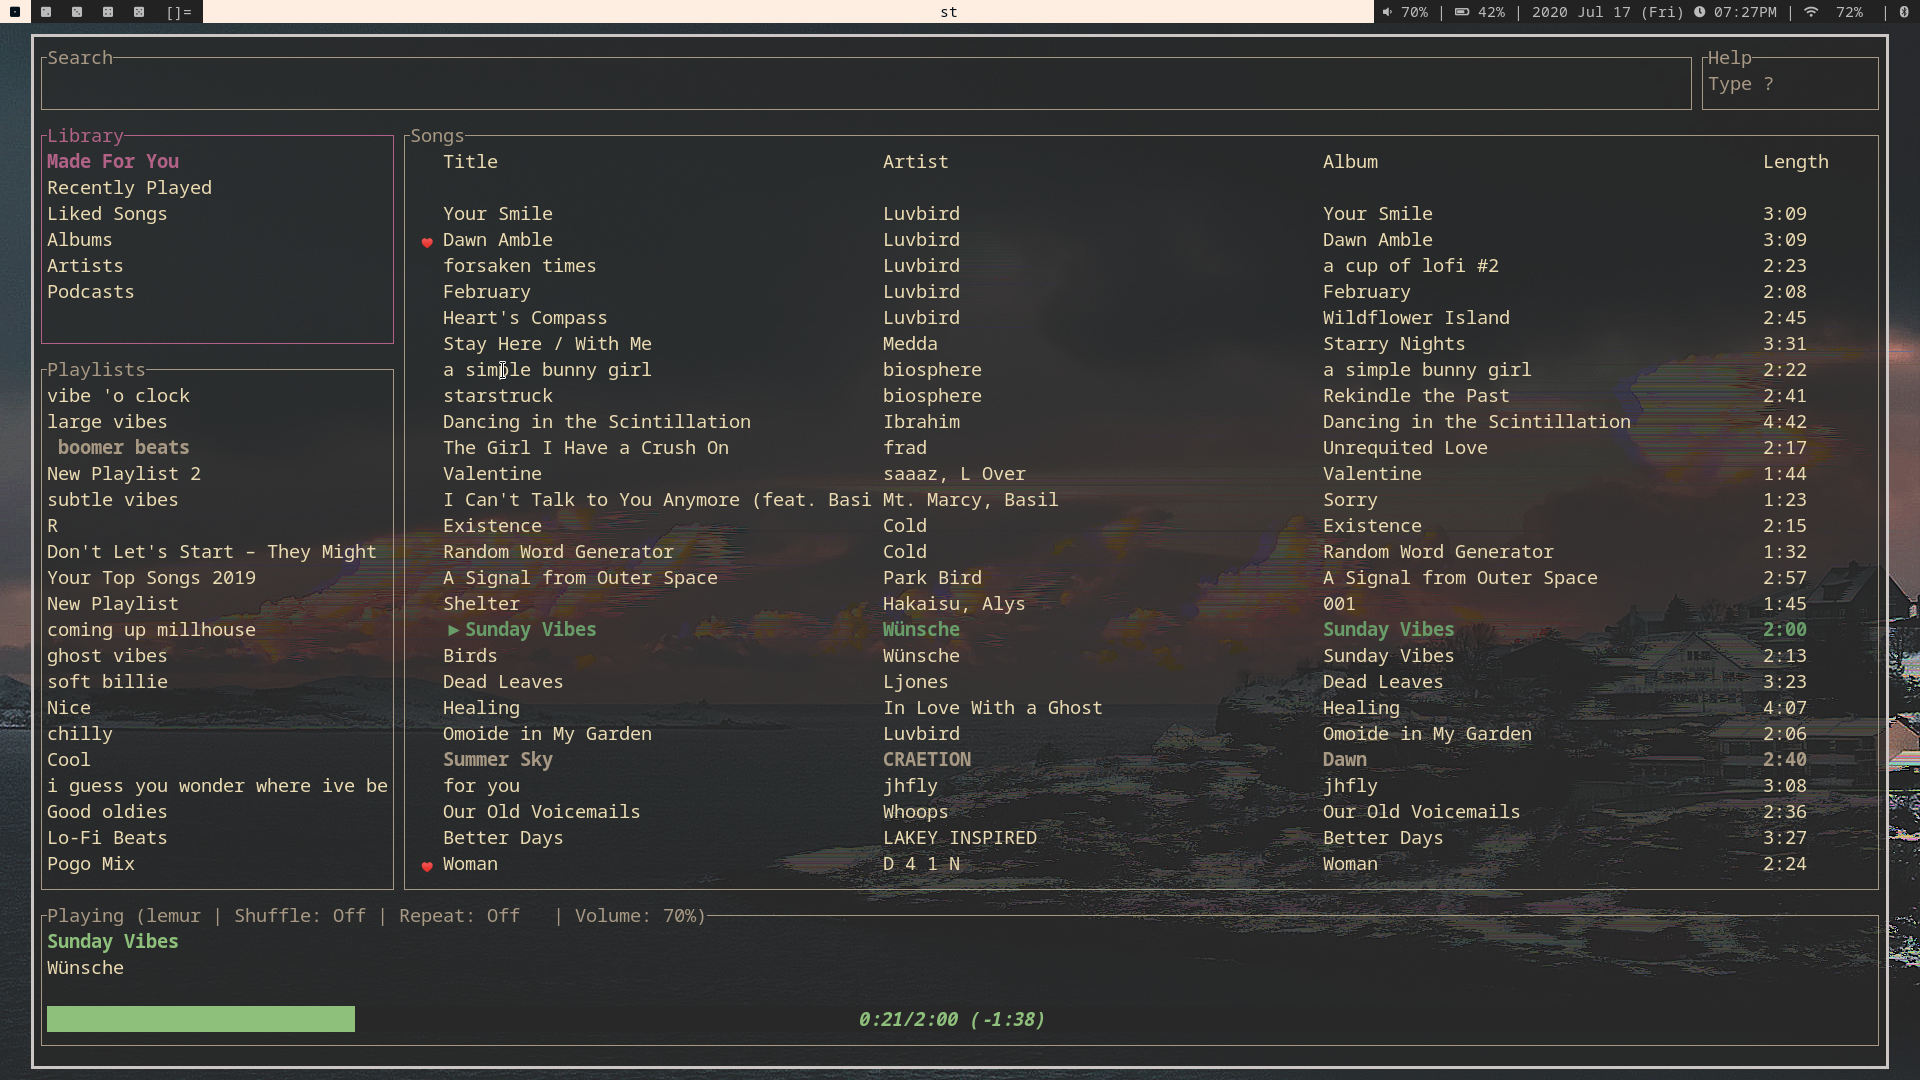 []= st 70% | 42% | 2020 Jul 17 (Fri) 07:27PM | 72% |
Search
Help
Type ?
Library
Made For You
Recently Played
Liked Songs
Albums
Artists
Podcasts
Playlists
vibe 'o clock
large vibes
boomer beats
New Playlist 2
subtle vibes
R
Don't Let's Start – They Might
Your Top Songs 2019
New Playlist
coming up millhouse
ghost vibes
soft billie
Nice
chilly
Cool
i guess you wonder where ive be
Good oldies
Lo-Fi Beats
Pogo Mix
Songs
Title Artist Album Length
Your Smile Luvbird Your Smile 3:09
♥ Dawn Amble Luvbird Dawn Amble 3:09
forsaken times Luvbird a cup of lofi #2 2:23
February Luvbird February 2:08
Heart's Compass Luvbird Wildflower Island 2:45
Stay Here / With Me Medda Starry Nights 3:31
a simple bunny girl biosphere a simple bunny girl 2:22
starstruck biosphere Rekindle the Past 2:41
Dancing in the Scintillation Ibrahim Dancing in the Scintillation 4:42
The Girl I Have a Crush On frad Unrequited Love 2:17
Valentine saaaz, L Over Valentine 1:44
I Can't Talk to You Anymore (feat. Basi Mt. Marcy, Basil Sorry 1:23
Existence Cold Existence 2:15
Random Word Generator Cold Random Word Generator 1:32
A Signal from Outer Space Park Bird A Signal from Outer Space 2:57
Shelter Hakaisu, Alys 001 1:45
▶ Sunday Vibes Wünsche Sunday Vibes 2:00
Birds Wünsche Sunday Vibes 2:13
Dead Leaves Ljones Dead Leaves 3:23
Healing In Love With a Ghost Healing 4:07
Omoide in My Garden Luvbird Omoide in My Garden 2:06
Summer Sky CRAETION Dawn 2:40
for you jhfly jhfly 3:08
Our Old Voicemails Whoops Our Old Voicemails 2:36
Better Days LAKEY INSPIRED Better Days 3:27
♥ Woman D 4 1 N Woman 2:24
Playing (lemur | Shuffle: Off | Repeat: Off | Volume: 70%)
Sunday Vibes
Wünsche
0:21/2:00 (-1:38)